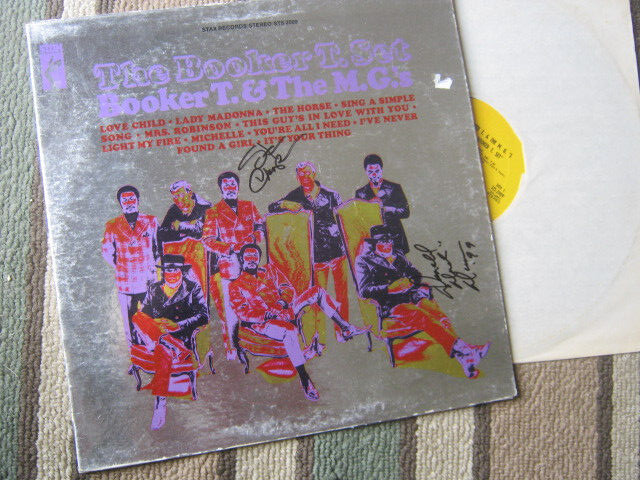 STAX RECORDS/STEREO STS 2009
The Booker T. Set
Booker T. & The M.G.'s
LOVE CHILD • LADY MADONNA • THE HORSE • SING A SIMPLE
SONG • MRS. ROBINSON • THIS GUY'S IN LOVE WITH YOU •
LIGHT MY FIRE • MICHELLE • YOU'RE ALL I NEED • I'VE NEVER
FOUND A GIRL • IT'S YOUR THING
Duck